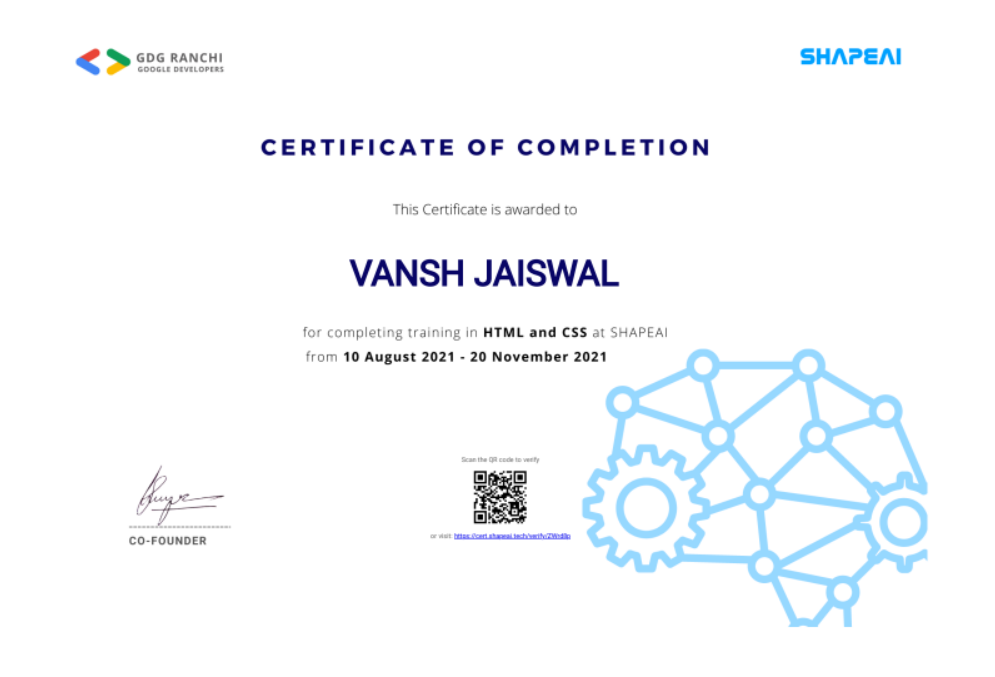 GDG RANCHI
GOOGLE DEVELOPERS
SHAPEAI
CERTIFICATE OF COMPLETION
This Certificate is awarded to
VANSH JAISWAL
for completing training in HTML and CSS at SHAPEAI
from 10 August 2021 - 20 November 2021
Scan the QR code to verify
or visit: https://cert.shapeai.tech/verify/
CO-FOUNDER